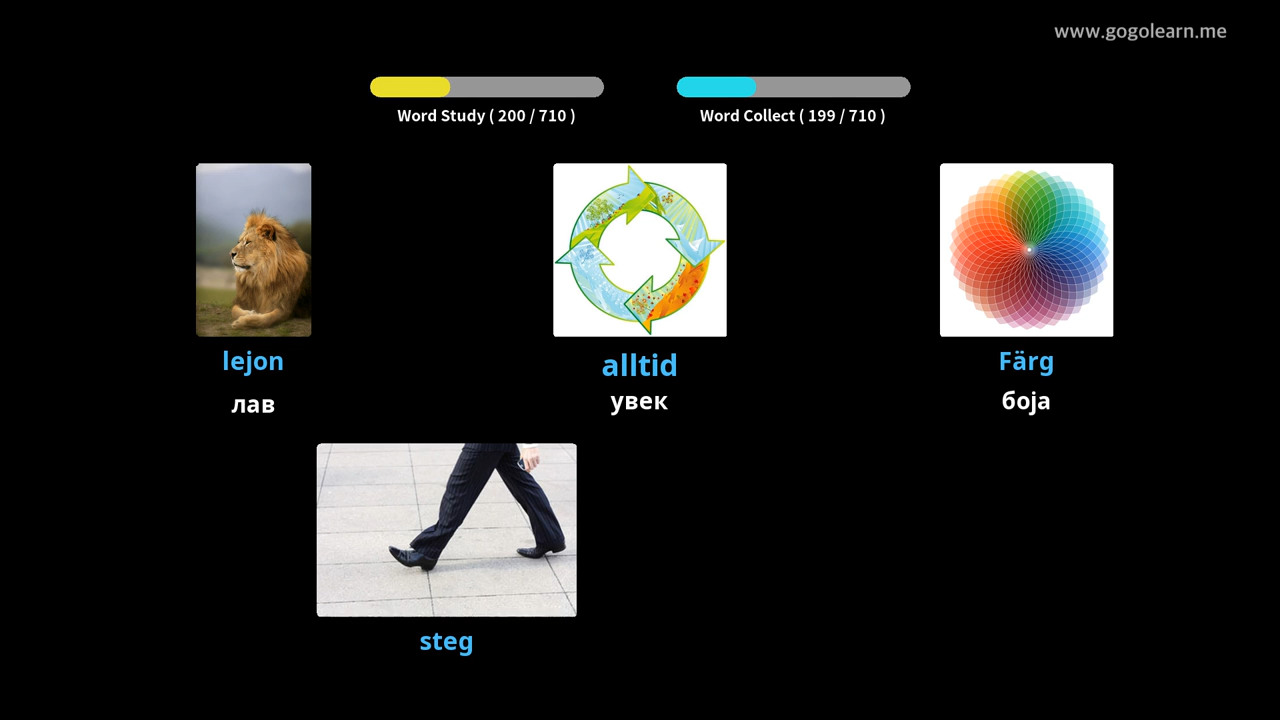 www.gogolearn.me
Word Study ( 200 / 710 )
Word Collect ( 199 / 710 )
lejon
лав
alltid
увек
Färg
боја
steg